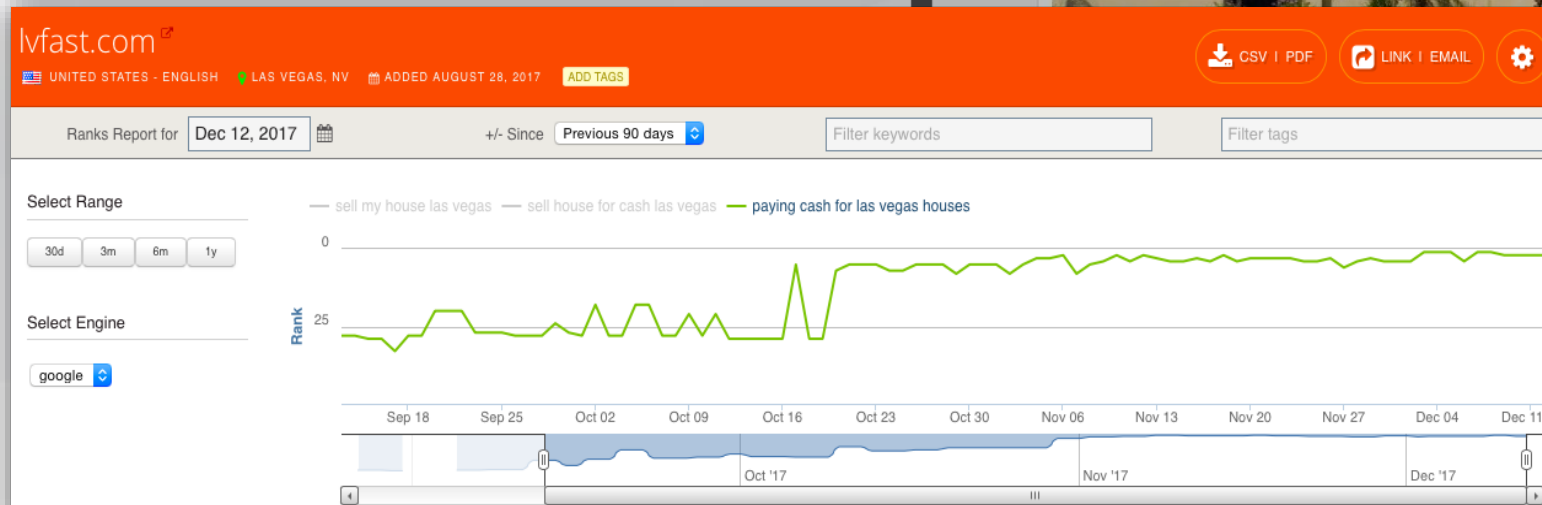 lvfast.com
UNITED STATES - ENGLISH LAS VEGAS, NV ADDED AUGUST 28, 2017 ADD TAGS
CSV | PDF LINK | EMAIL
Ranks Report for Dec 12, 2017 +/- Since Previous 90 days Filter keywords Filter tags
Select Range
30d 3m 6m 1y
Select Engine
google
sell my house las vegas sell house for cash las vegas paying cash for las vegas houses
0
25
Rank
Sep 18 Sep 25 Oct 02 Oct 09 Oct 16 Oct 23 Oct 30 Nov 06 Nov 13 Nov 20 Nov 27 Dec 04 Dec 11
Oct '17 Nov '17 Dec '17